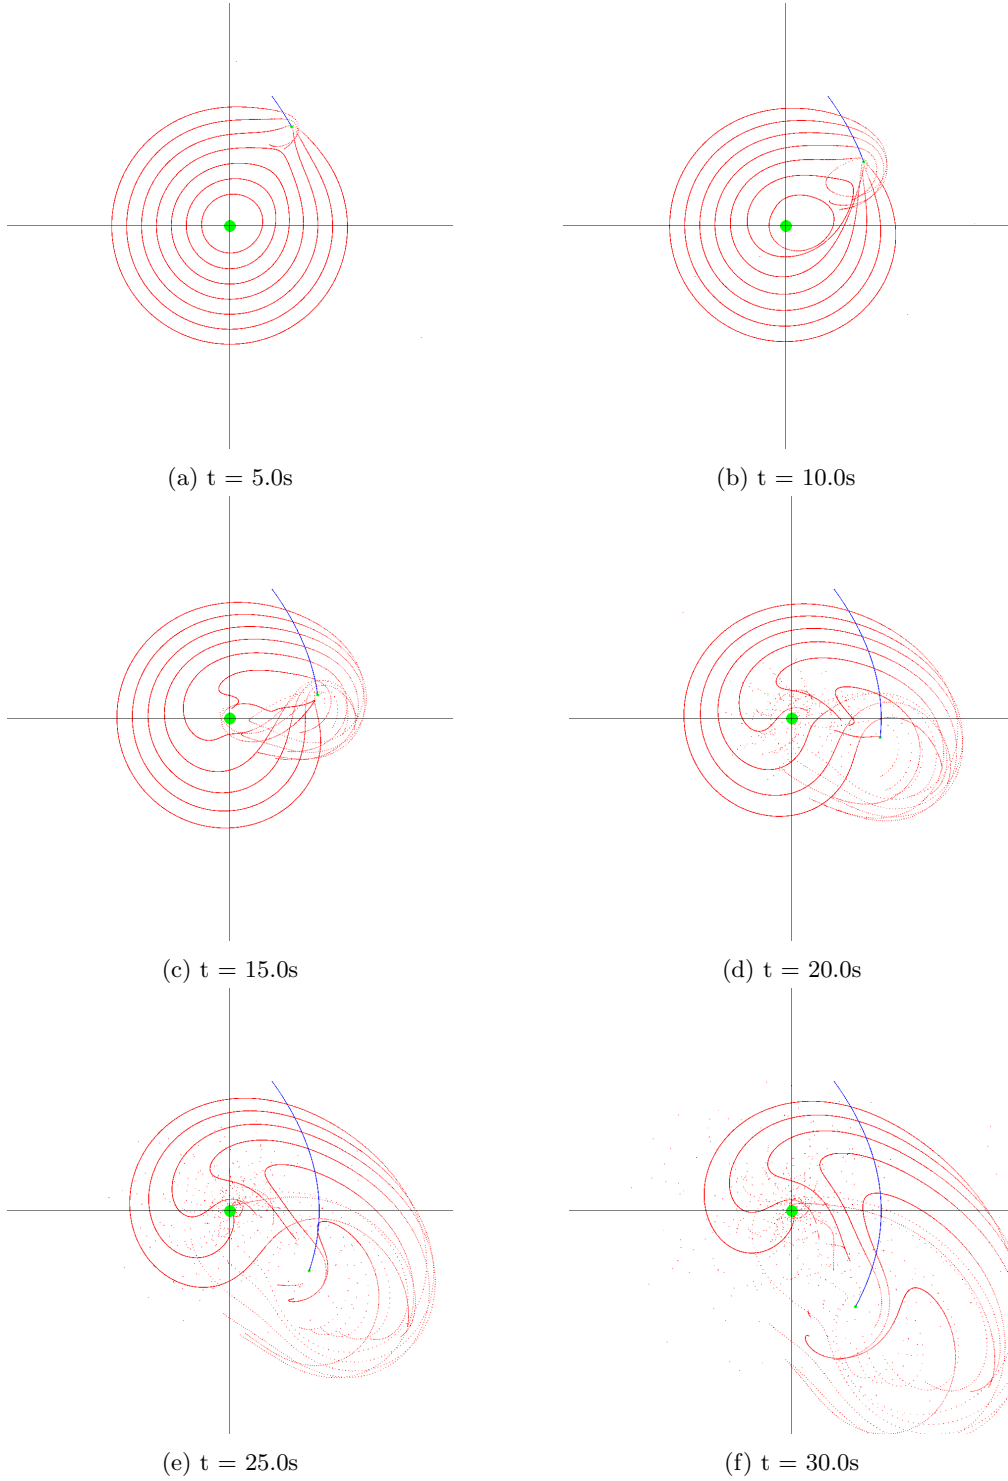 (a) t = 5.0s
(b) t = 10.0s
(c) t = 15.0s
(d) t = 20.0s
(e) t = 25.0s
(f) t = 30.0s